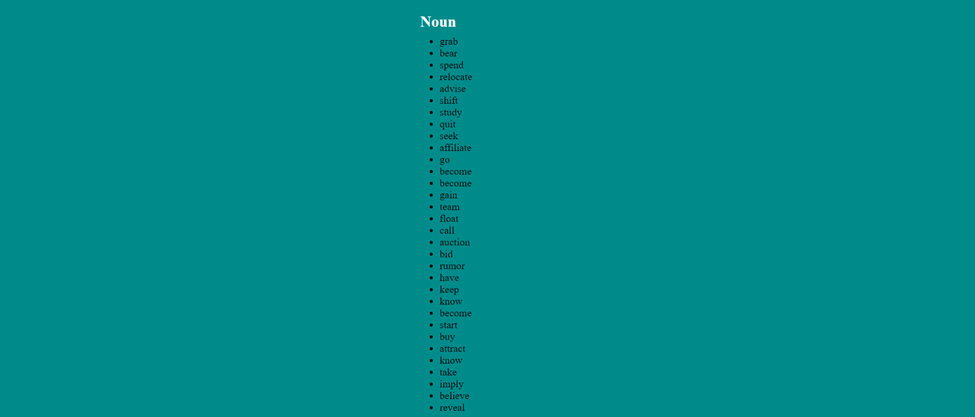 Noun
grab
bear
spend
relocate
advise
shift
study
quit
seek
affiliate
go
become
become
gain
team
float
call
auction
bid
rumor
have
keep
know
become
start
buy
attract
know
take
imply
believe
reveal